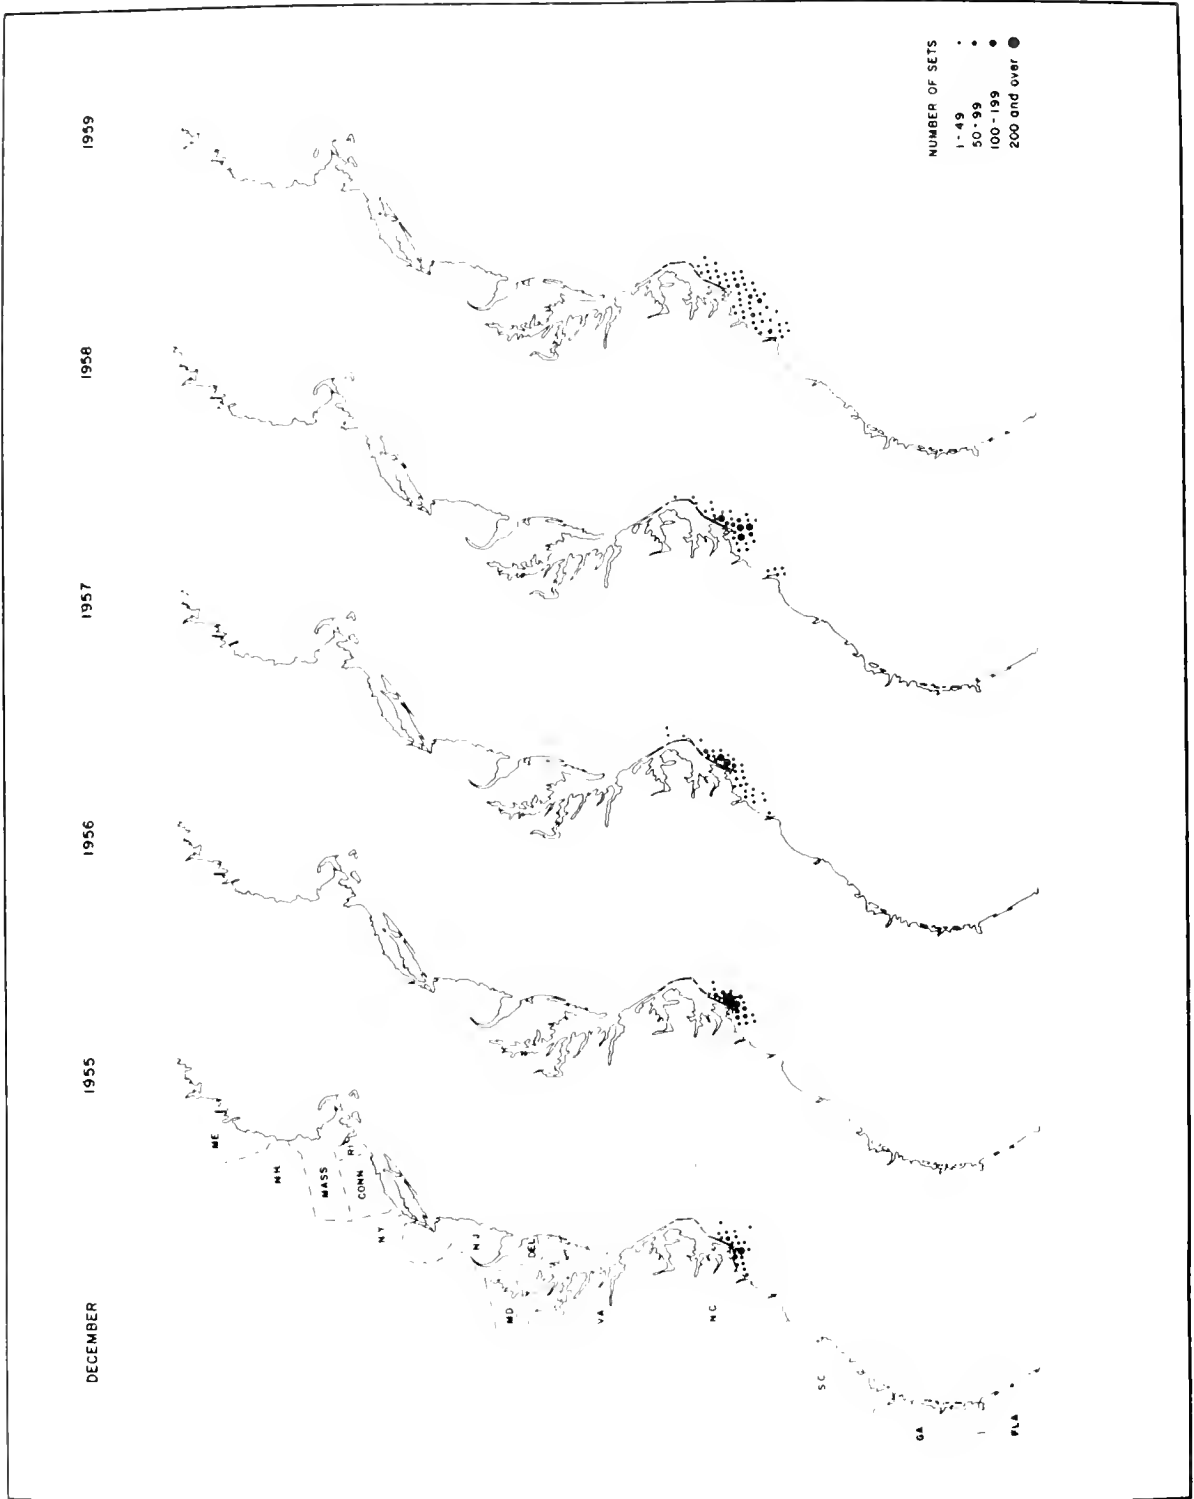 DECEMBER
1955
1956
1957
1958
1959
ME
NH
MASS
RI
CONN
NY
NJ
DEL
MD
VA
NC
SC
GA
FLA
NUMBER OF SETS
1-49
50-99
100-199
200 and over